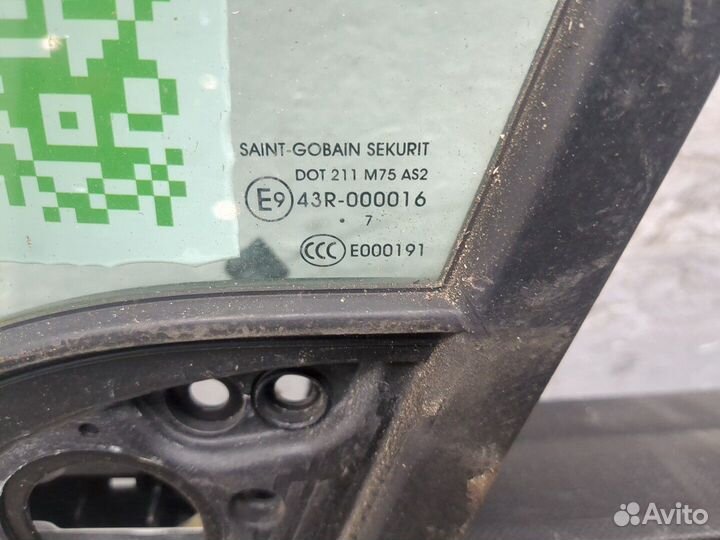 SAINT-GOBAIN SEKURIT
DOT 211 M75 AS2
E9 43R-000016
. 7
CCC E000191
Avito